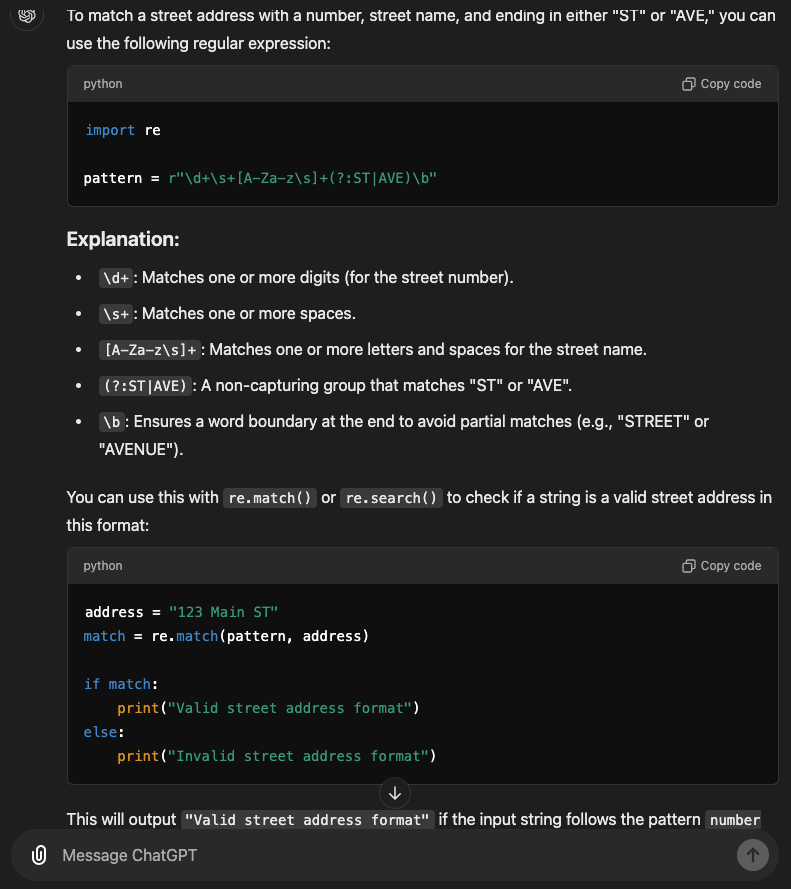 To match a street address with a number, street name, and ending in either "ST" or "AVE," you can
use the following regular expression:
python
Copy code
import re
pattern = r"\d+\s+[A-Za-z\s]+(?:ST|AVE)\b"
Explanation:
• \d+: Matches one or more digits (for the street number).
• \s+: Matches one or more spaces.
• [A-Za-z\s]+: Matches one or more letters and spaces for the street name.
• (?:ST|AVE): A non-capturing group that matches "ST" or "AVE".
• \b: Ensures a word boundary at the end to avoid partial matches (e.g., "STREET" or
"AVENUE").
You can use this with re.match() or re.search() to check if a string is a valid street address in
this format:
python
Copy code
address = "123 Main ST"
match = re.match(pattern, address)
if match:
    print("Valid street address format")
else:
    print("Invalid street address format")
This will output "Valid street address format" if the input string follows the pattern number
Message ChatGPT